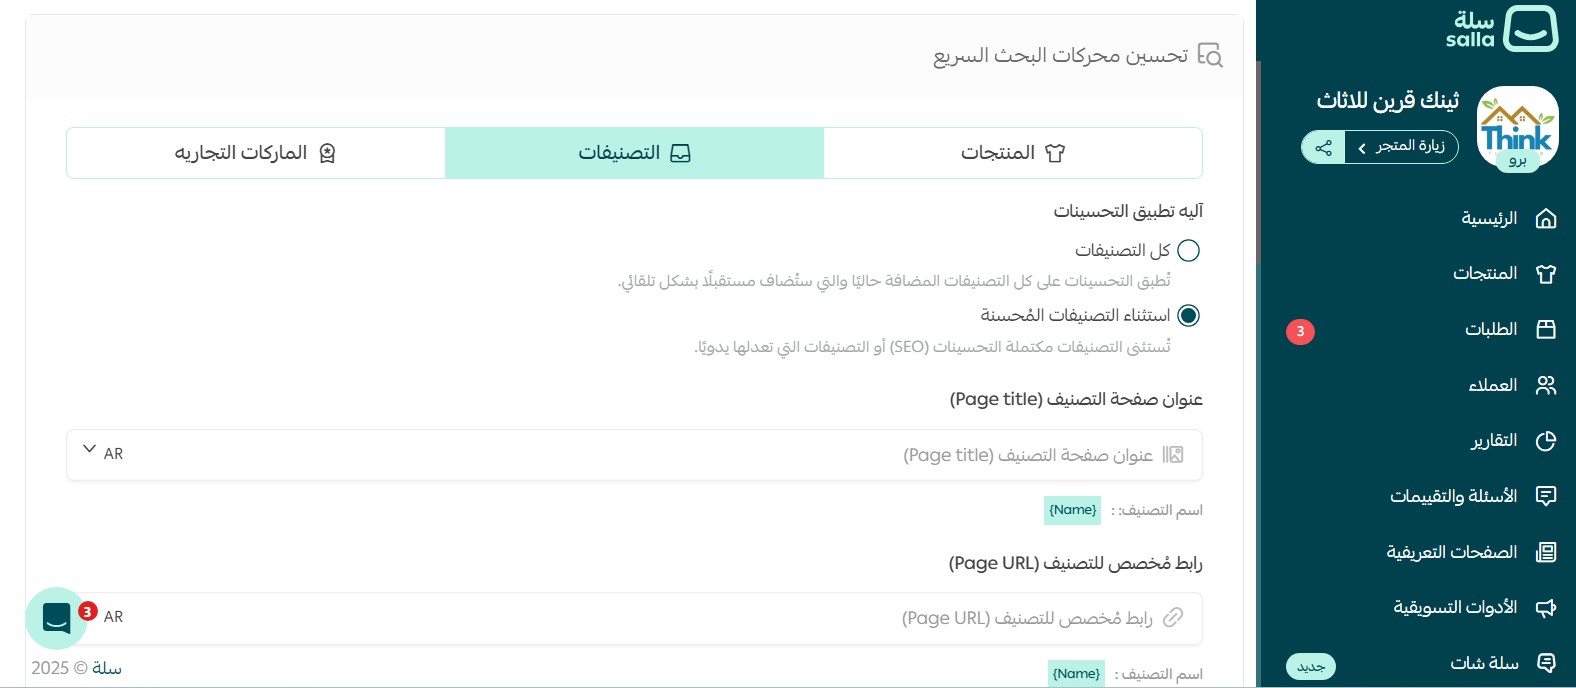 سلة
salla
ثينك قرين للاثاث
زيارة المتجر
Think
برو
الرئيسية
المنتجات
الطلبات
3
العملاء
التقارير
الأسئلة والتقييمات
الصفحات التعريفية
الأدوات التسويقية
سلة شات
جديد
تحسين محركات البحث السريع
المنتجات
التصنيفات
الماركات التجاريه
آليه تطبيق التحسينات
كل التصنيفات
تُطبق التحسينات على كل التصنيفات المضافة حاليًا والتي ستُضاف مستقبلًا بشكل تلقائي.
استثناء التصنيفات المُحسنة
تُستثنى التصنيفات مكتملة التحسينات (SEO) أو التصنيفات التي تعدلها يدويًا.
عنوان صفحة التصنيف (Page title)
عنوان صفحة التصنيف (Page title)
AR
اسم التصنيف: : {Name}
رابط مُخصص للتصنيف (Page URL)
رابط مُخصص للتصنيف (Page URL)
AR
3
اسم التصنيف : {Name}
سلة © 2025